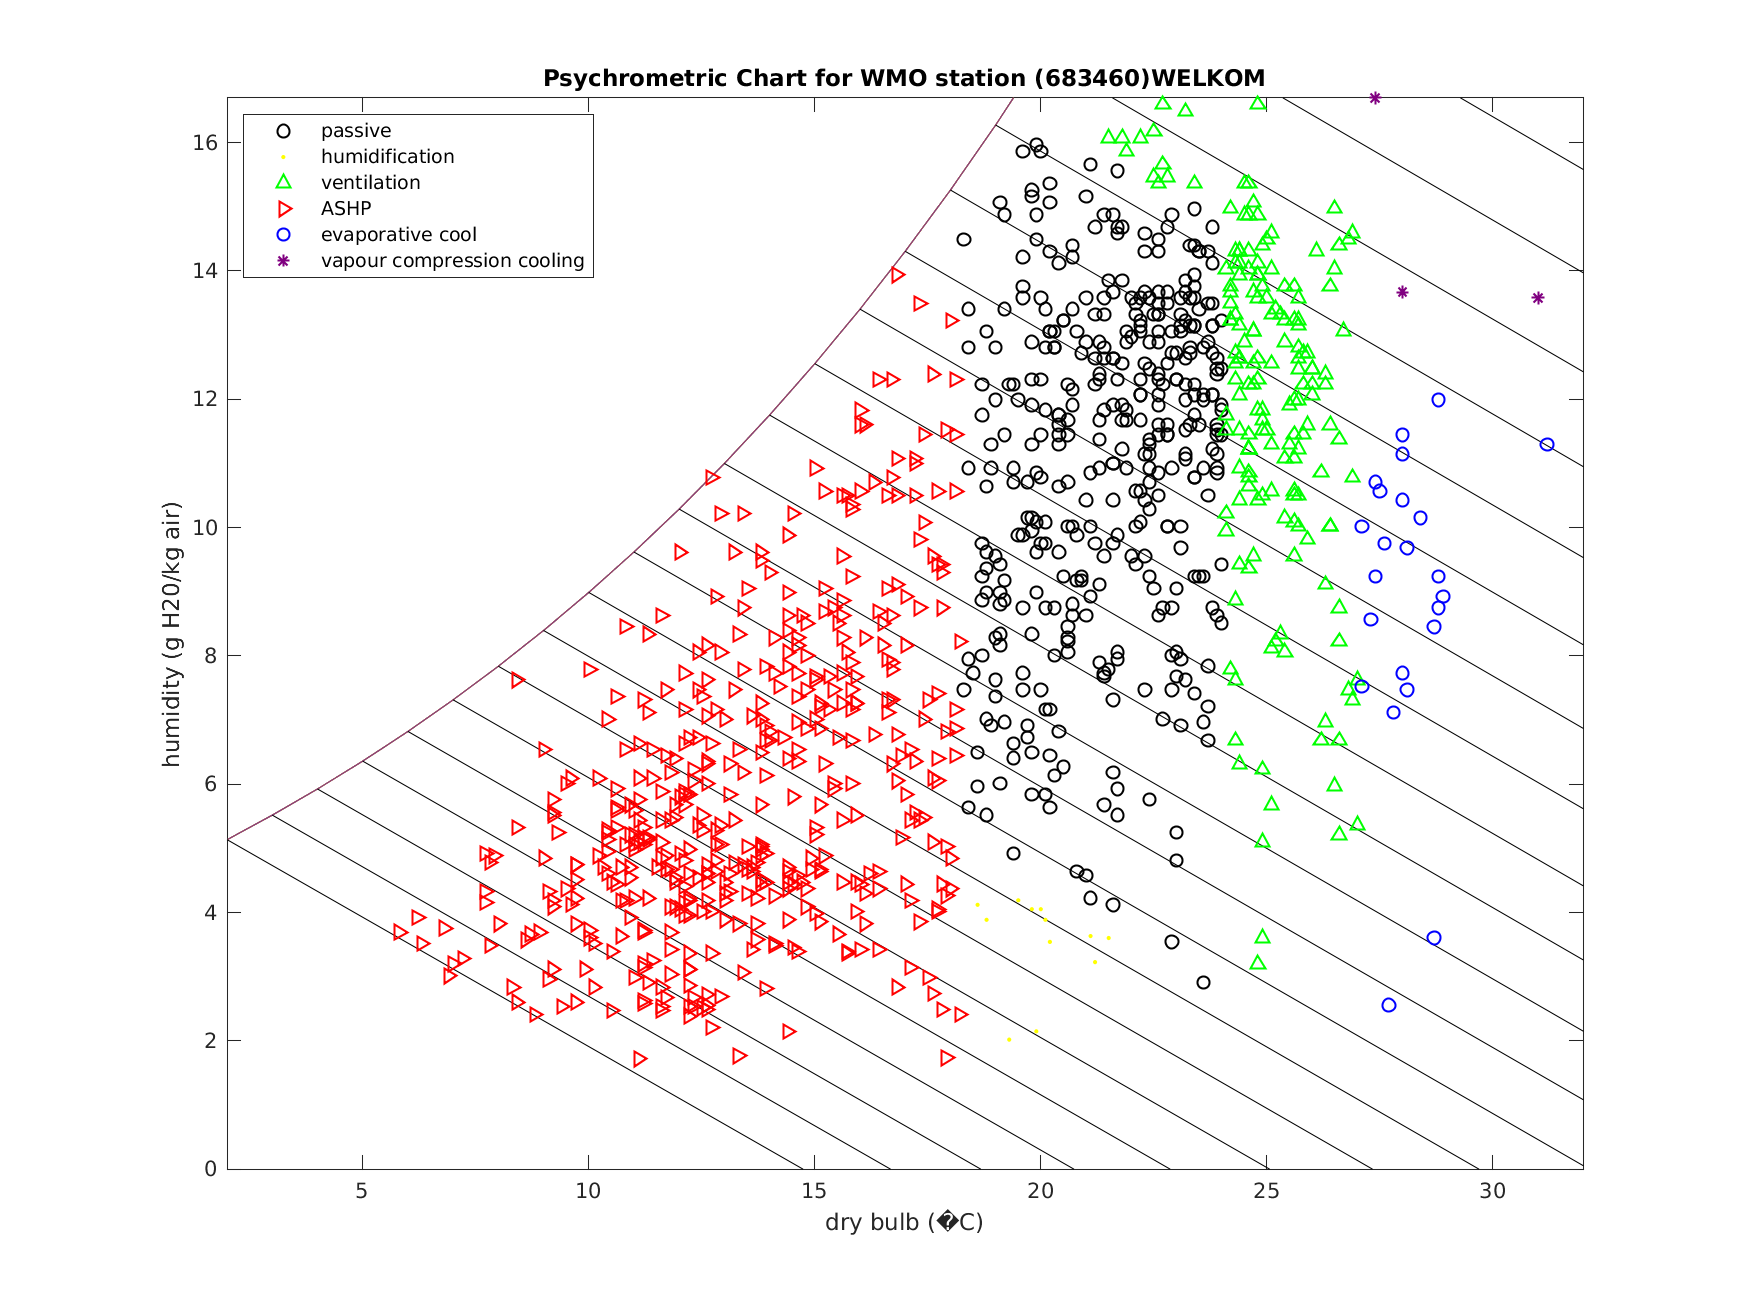 Psychrometric Chart for WMO station (683460)WELKOM
passive
humidification
ventilation
ASHP
evaporative cool
vapour compression cooling
humidity (g H20/kg air)
16
14
12
10
8
6
4
2
0
5 10 15 20 25 30
dry bulb (�C)